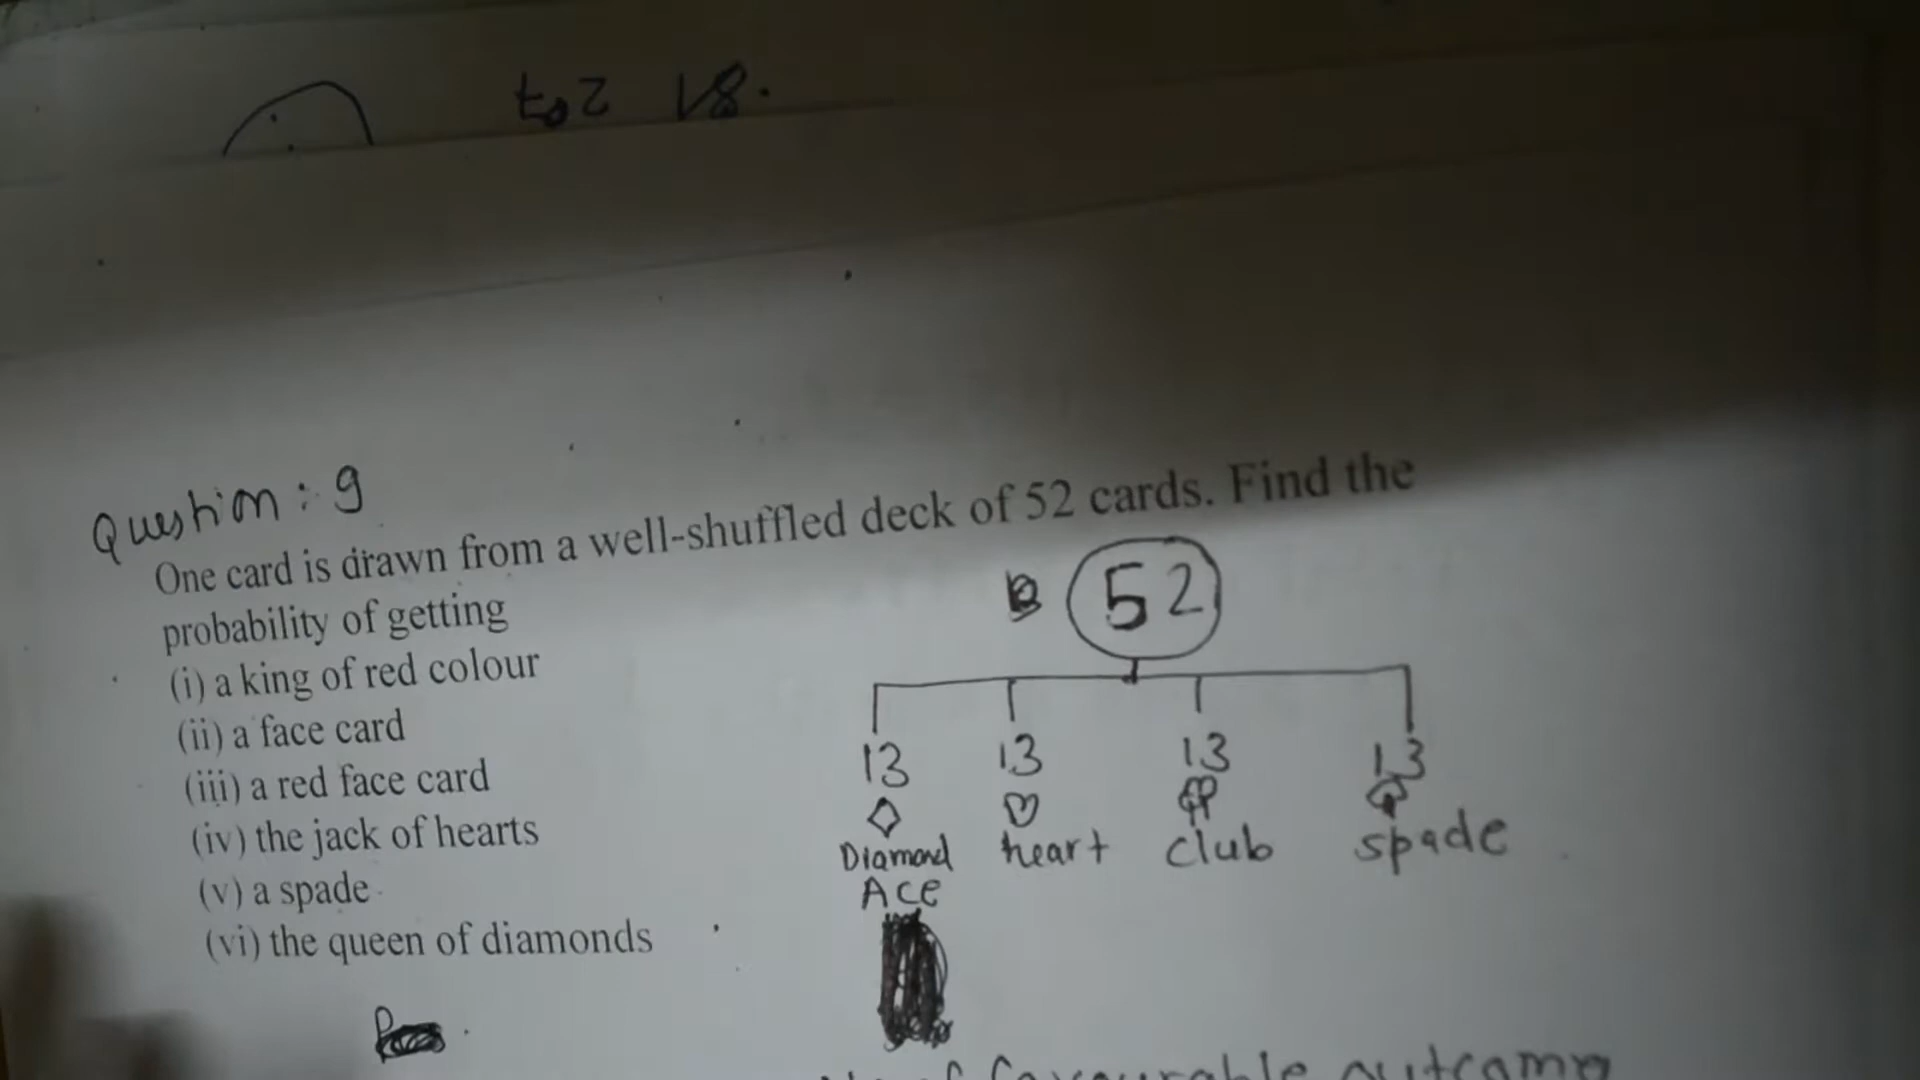 Question: 9
One card is drawn from a well-shuffled deck of 52 cards. Find the
probability of getting
(i) a king of red colour
(ii) a face card
(iii) a red face card
(iv) the jack of hearts
(v) a spade
(vi) the queen of diamonds
52
13 13 13 13
Diamond heart club spade
ACE
favourable outcome